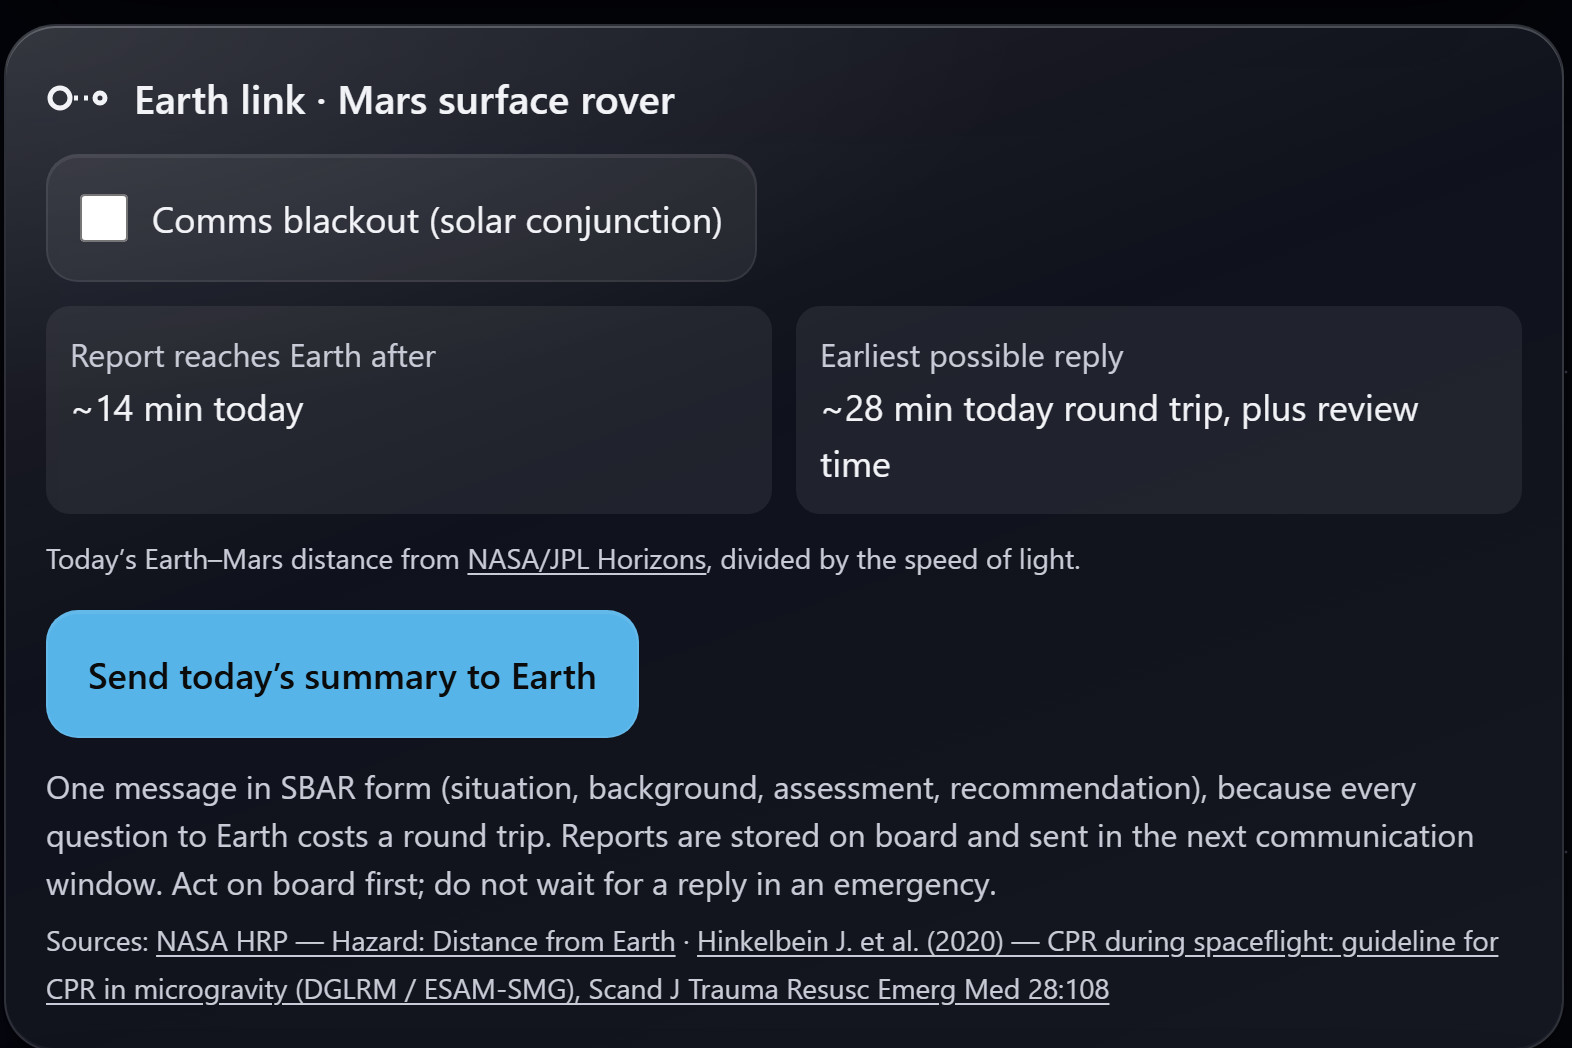 Earth link · Mars surface rover
Comms blackout (solar conjunction)
Report reaches Earth after
~14 min today
Earliest possible reply
~28 min today round trip, plus review
time
Today’s Earth–Mars distance from NASA/JPL Horizons, divided by the speed of light.
Send today’s summary to Earth
One message in SBAR form (situation, background, assessment, recommendation), because every
question to Earth costs a round trip. Reports are stored on board and sent in the next communication
window. Act on board first; do not wait for a reply in an emergency.
Sources: NASA HRP — Hazard: Distance from Earth · Hinkelbein J. et al. (2020) — CPR during spaceflight: guideline for
CPR in microgravity (DGLRM / ESAM-SMG), Scand J Trauma Resusc Emerg Med 28:108